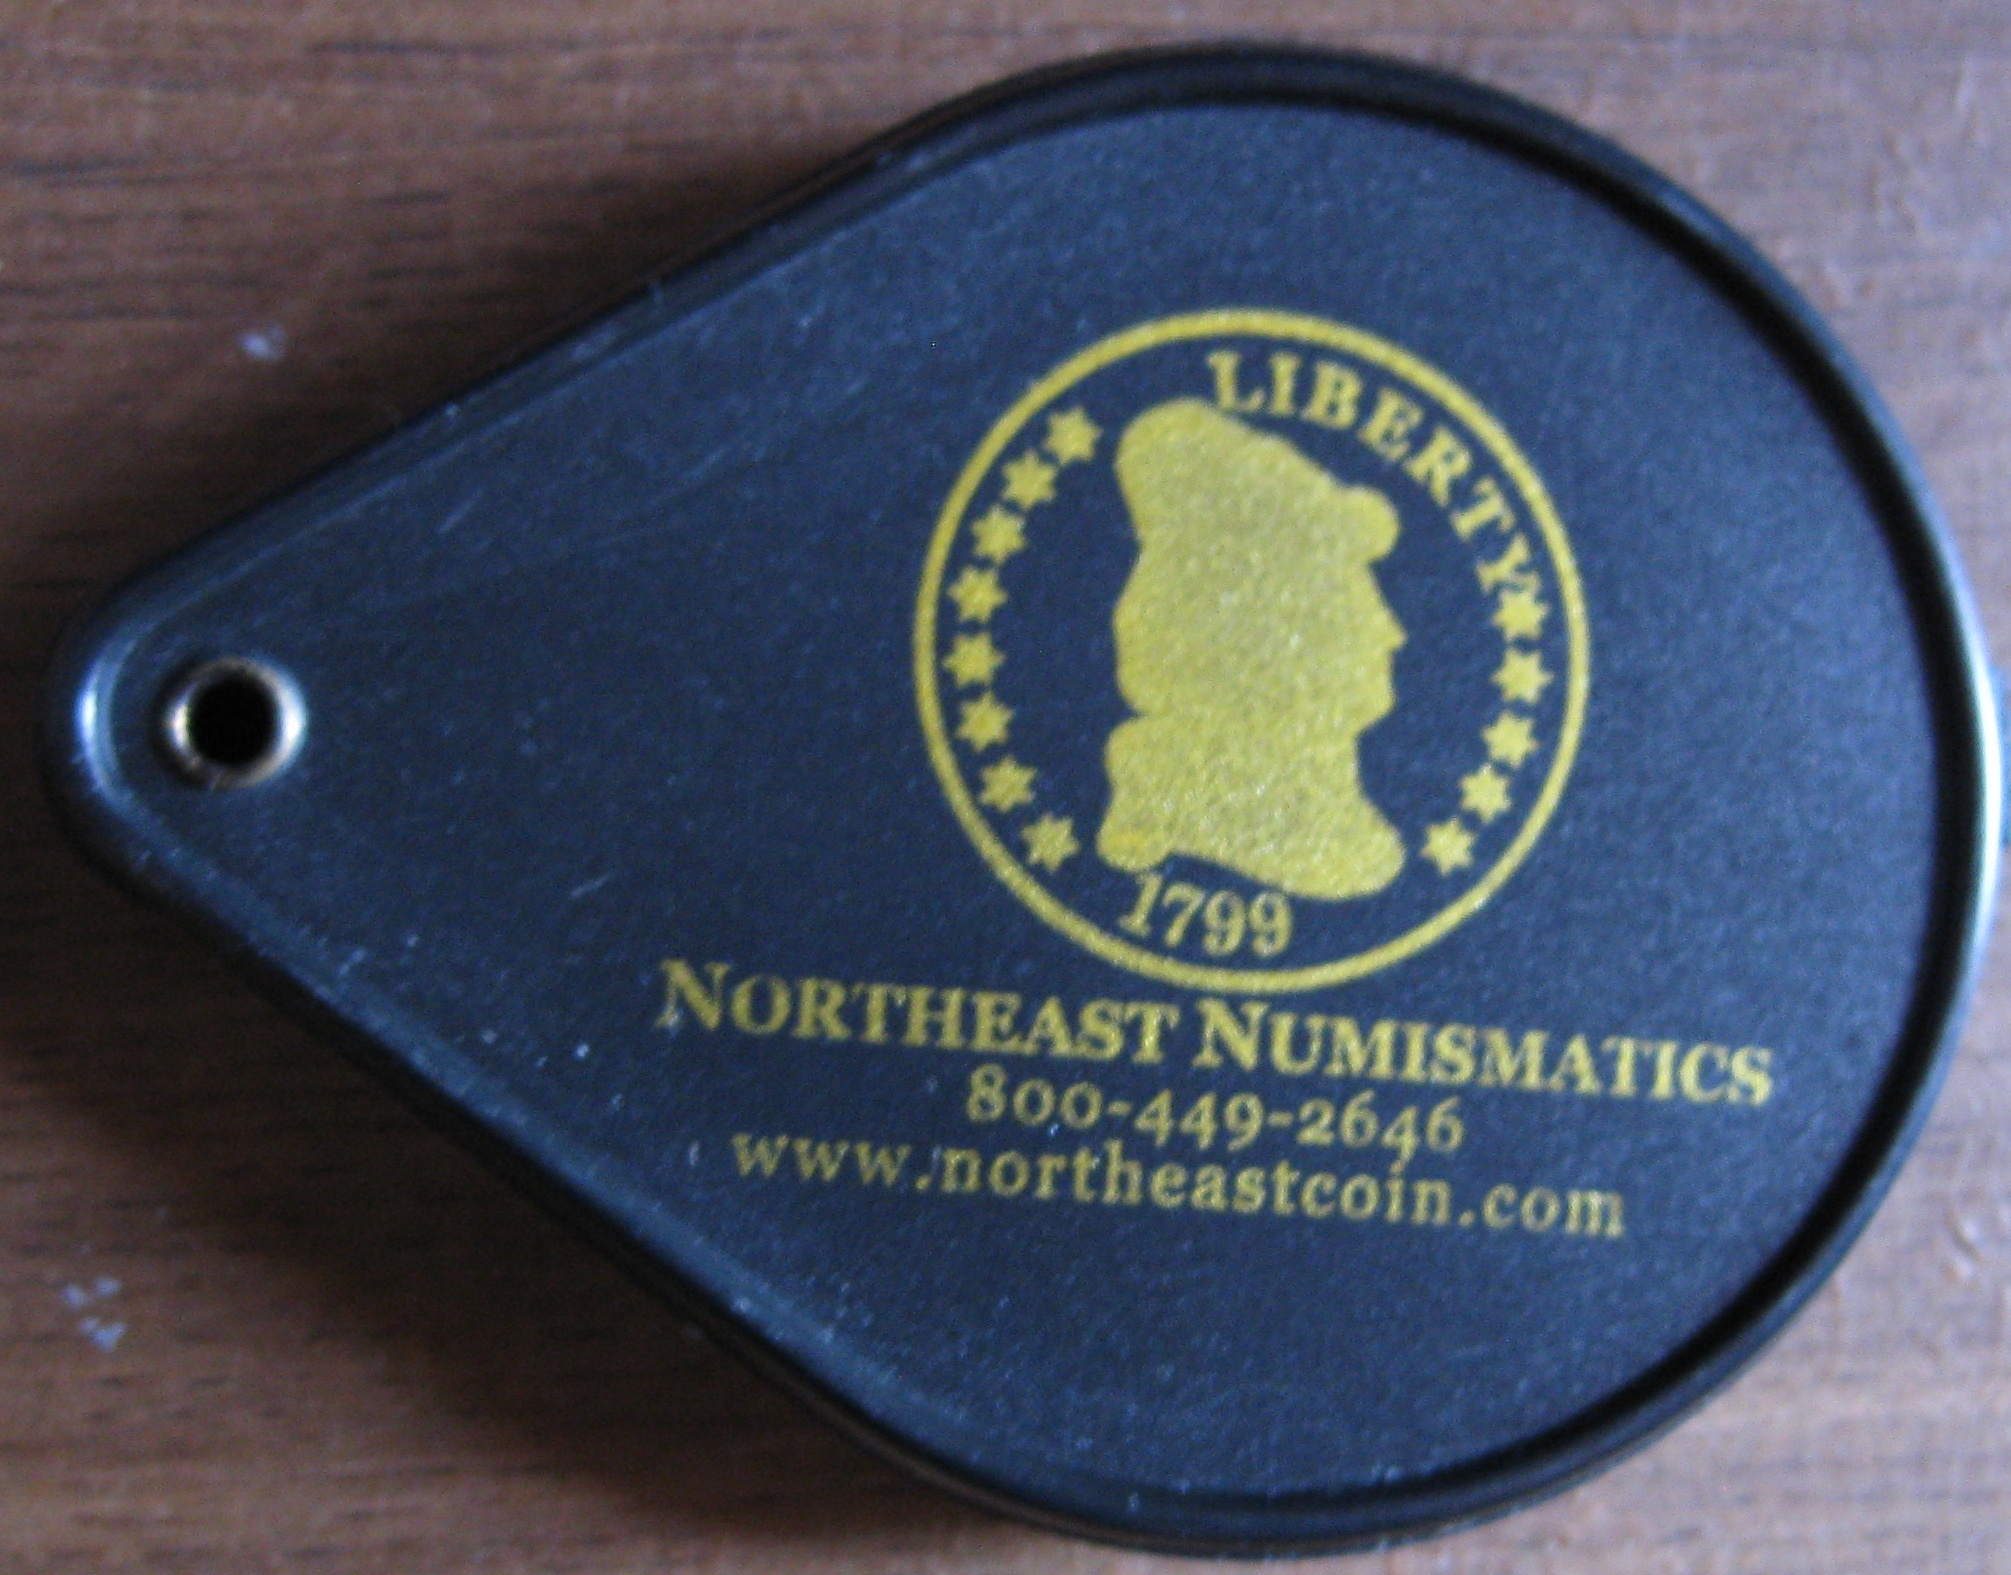 LIBERTY
1799
NORTHEAST NUMISMATICS
800-449-2646
www.northeastcoin.com